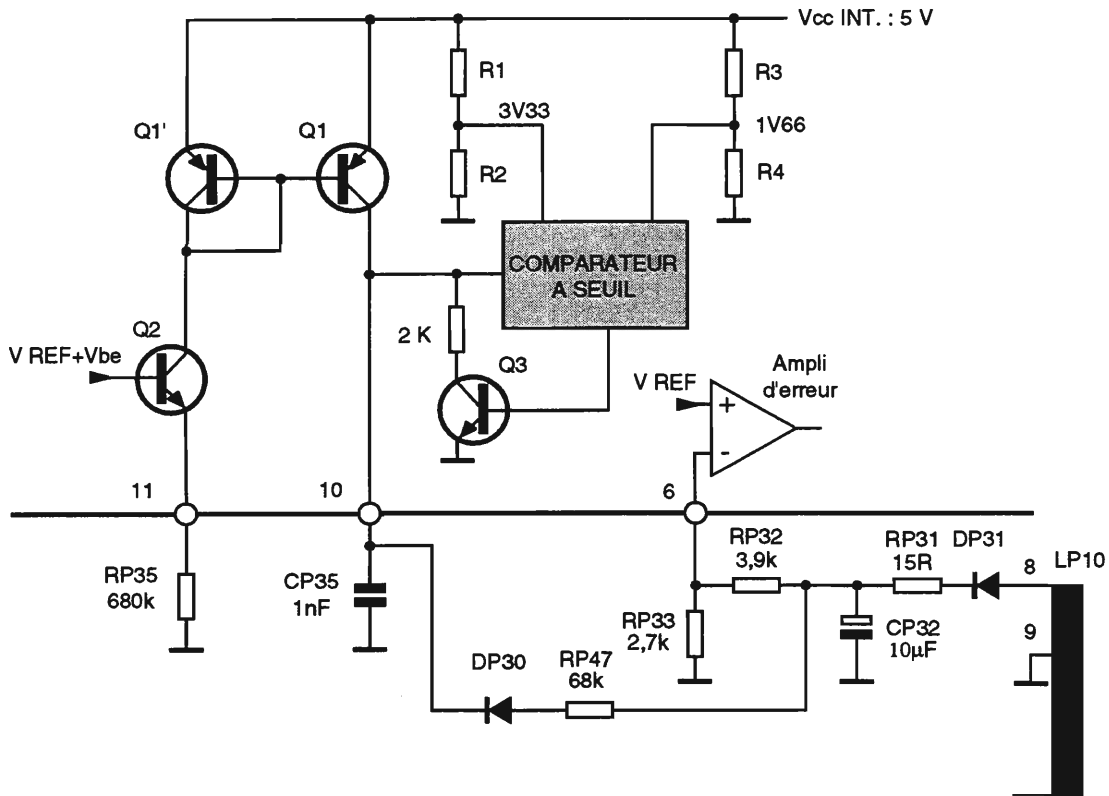 Vcc INT. : 5 V
R1
R3
3V33
1V66
Q1'
Q1
R2
R4
COMPARATEUR
A SEUIL
Q2
2 K
Q3
V REF+Vbe
Ampli
d'erreur
V REF
+
-
11
10
6
RP35
680k
CP35
1nF
RP32
3,9k
RP31
15R
DP31
8
LP10
RP33
2,7k
CP32
10µF
9
DP30
RP47
68k